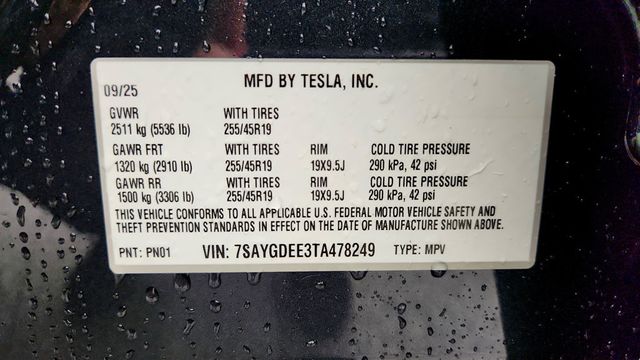 09/25 MFD BY TESLA, INC.
GVWR WITH TIRES
2511 kg (5536 lb) 255/45R19
GAWR FRT WITH TIRES RIM COLD TIRE PRESSURE
1320 kg (2910 lb) 255/45R19 19X9.5J 290 kPa, 42 psi
GAWR RR WITH TIRES RIM COLD TIRE PRESSURE
1500 kg (3306 lb) 255/45R19 19X9.5J 290 kPa, 42 psi
THIS VEHICLE CONFORMS TO ALL APPLICABLE U.S. FEDERAL MOTOR VEHICLE SAFETY AND
THEFT PREVENTION STANDARDS IN EFFECT ON THE DATE OF MANUFACTURE SHOWN ABOVE.
PNT: PN01 VIN: 7SAYGDEE3TA478249 TYPE: MPV